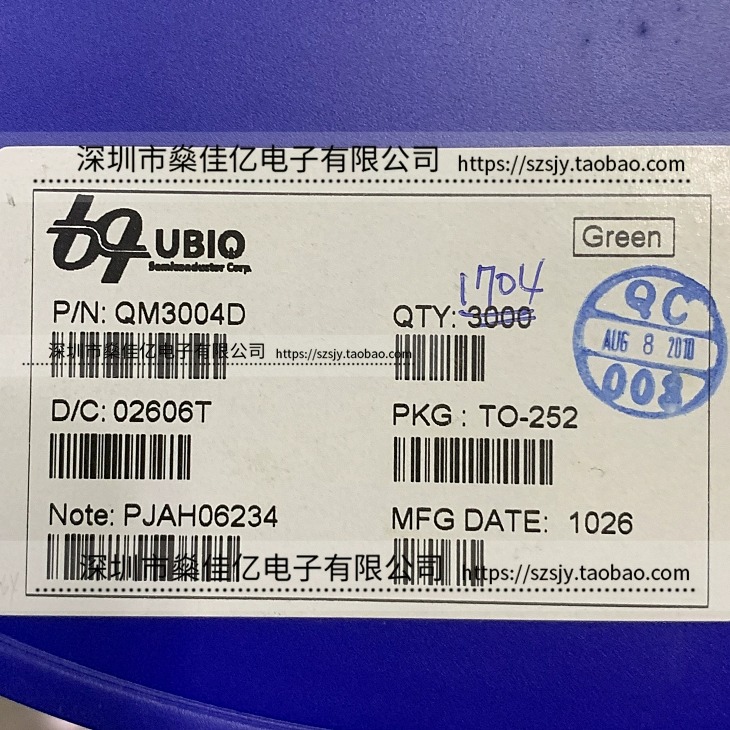 深圳市燊佳亿电子有限公司 https://szsjy.taobao.com
UBIQ
Semiconductor Corp.
Green
P/N: QM3004D
1704
QTY: 3000
QC
AUG 8 2010
深圳市燊佳亿电子有限公司 https://szsjy.taobao.com
D/C: 02606T
PKG : TO-252
Note: PJAH06234
MFG DATE: 1026
深圳市燊佳亿电子有限公司 https://szsjy.taobao.com